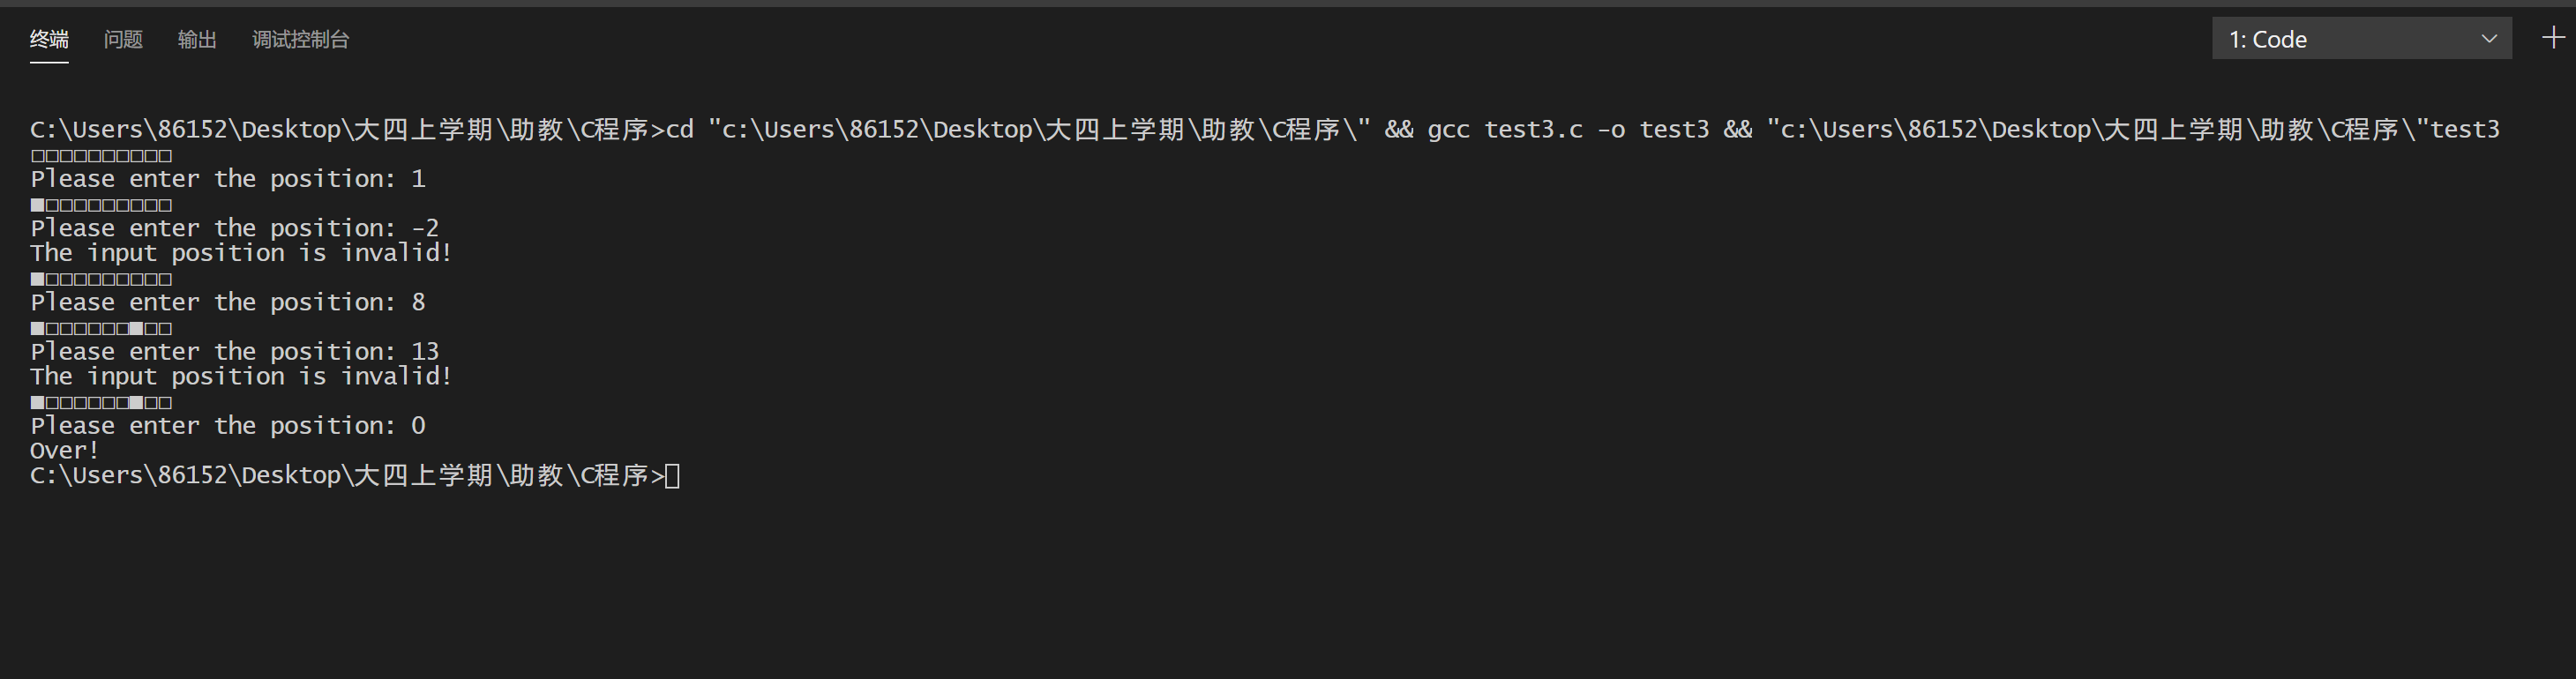 终端 问题 输出 调试控制台 1: Code
C:\Users\86152\Desktop\大四上学期\助教\C程序>cd "c:\Users\86152\Desktop\大四上学期\助教\C程序\" && gcc test3.c -o test3 && "c:\Users\86152\Desktop\大四上学期\助教\C程序\"test3
□□□□□□□□□□
Please enter the position: 1
■□□□□□□□□□
Please enter the position: -2
The input position is invalid!
■□□□□□□□□□
Please enter the position: 8
■□□□□□□■□□
Please enter the position: 13
The input position is invalid!
■□□□□□□■□□
Please enter the position: 0
Over!
C:\Users\86152\Desktop\大四上学期\助教\C程序>